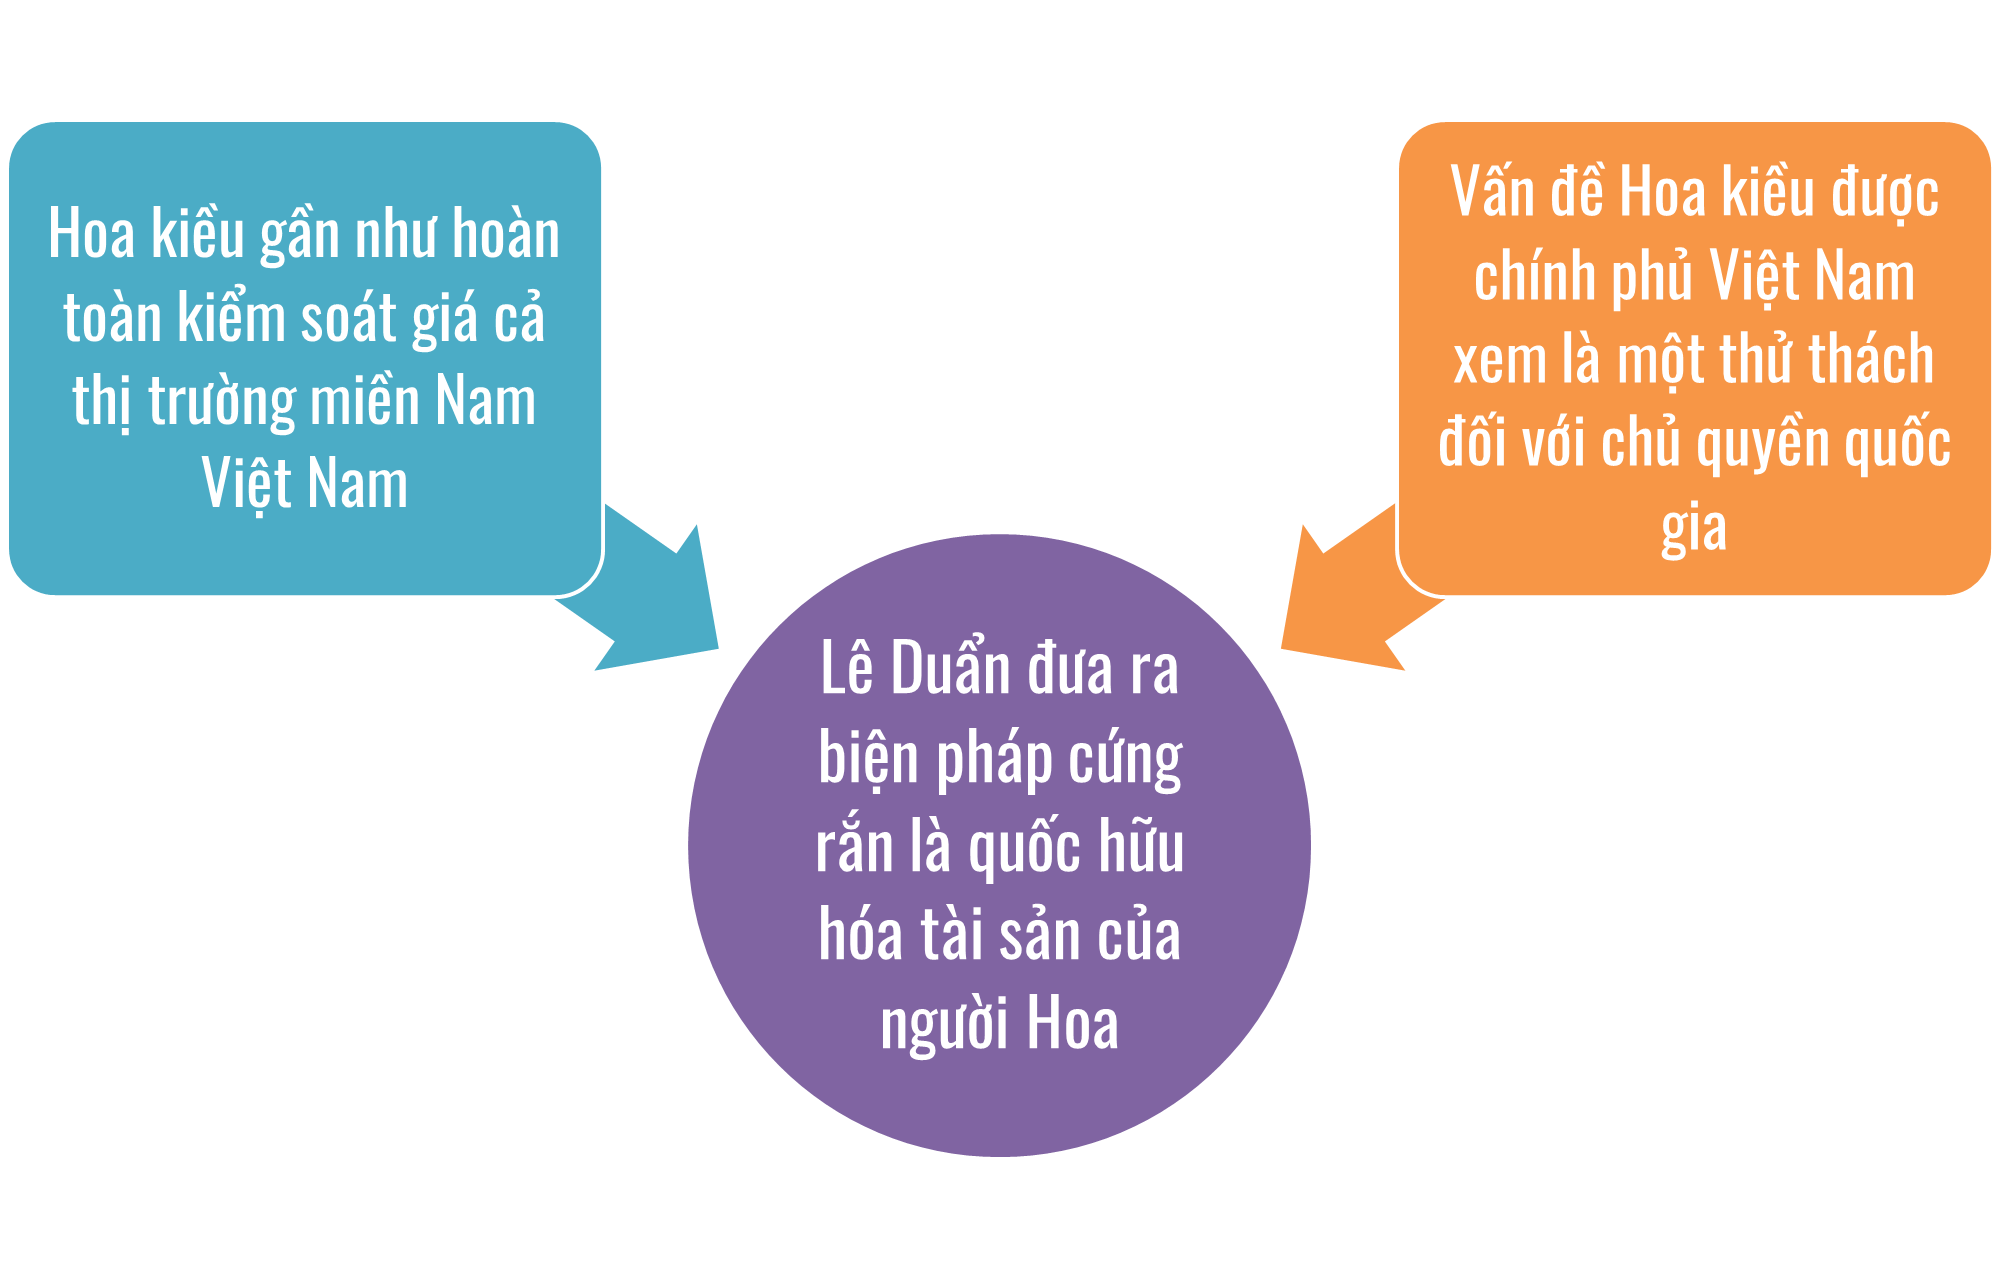 Hoa kiều gần như hoàn
toàn kiểm soát giá cả
thị trường miền Nam
Việt Nam
Vấn đề Hoa kiều được
chính phủ Việt Nam
xem là một thử thách
đối với chủ quyền quốc
gia
Lê Duẩn đưa ra
biện pháp cứng
rắn là quốc hữu
hóa tài sản của
người Hoa